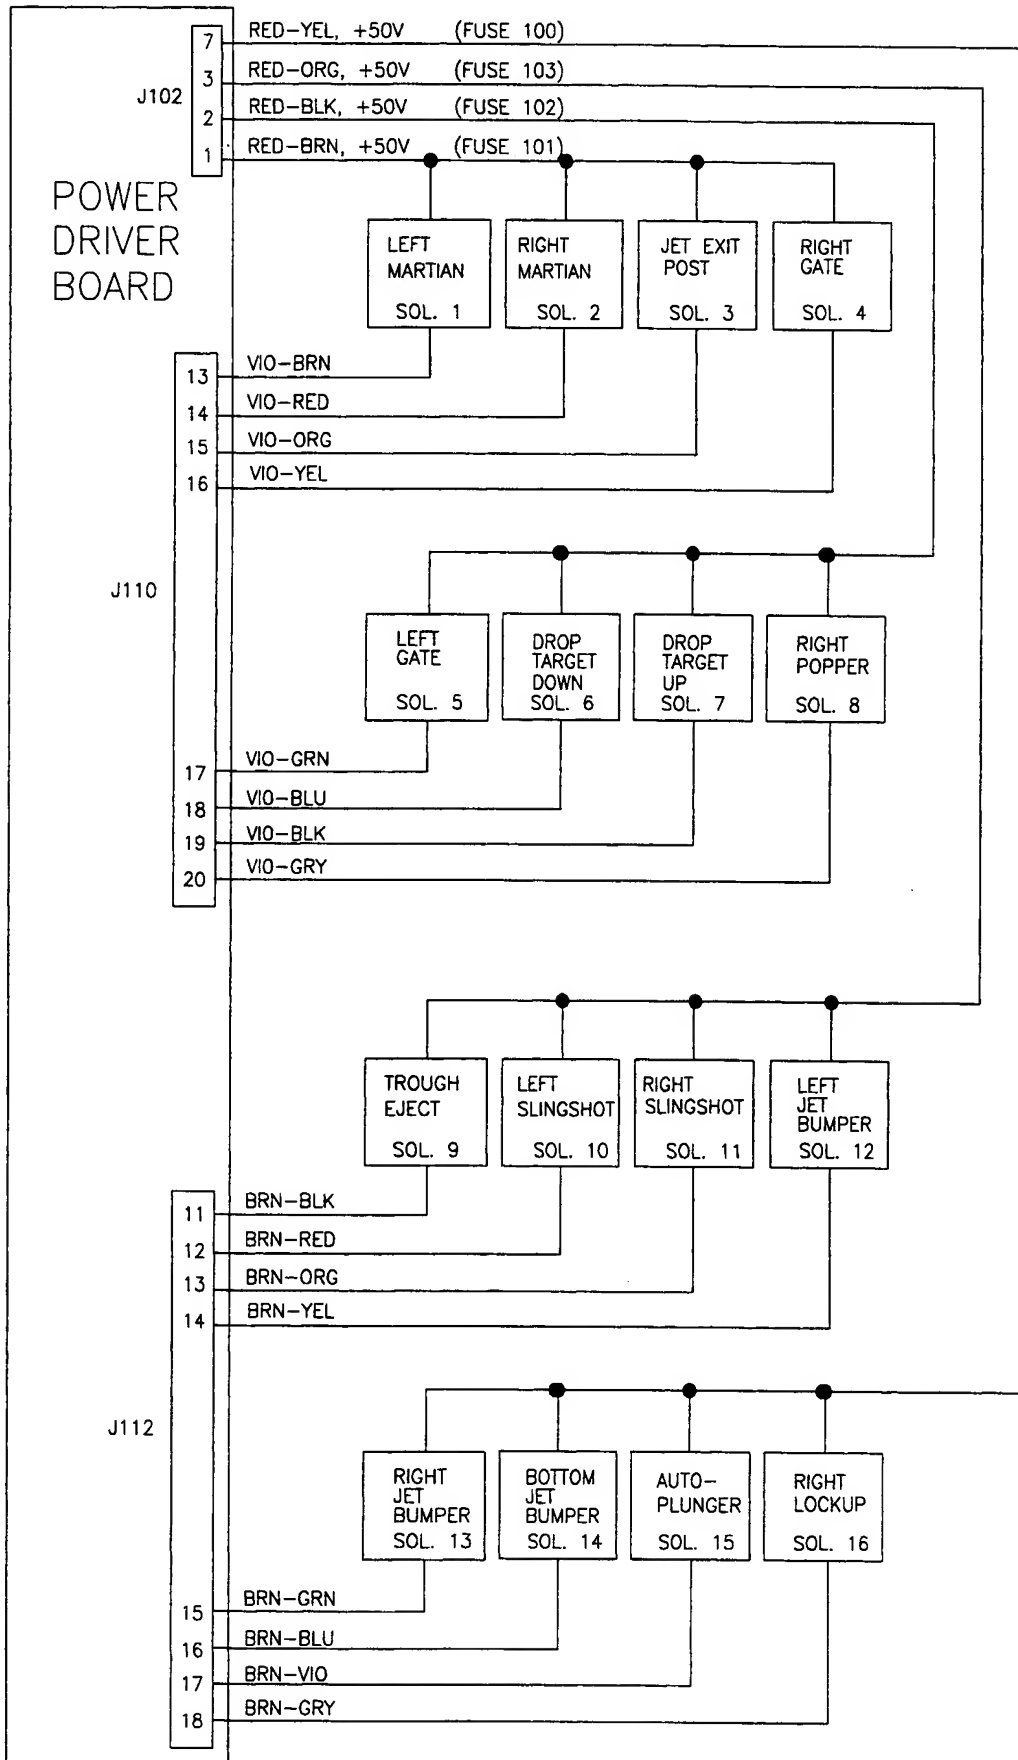 7 RED-YEL, +50V (FUSE 100)
3 RED-ORG, +50V (FUSE 103)
J102
2 RED-BLK, +50V (FUSE 102)
1 RED-BRN, +50V (FUSE 101)
POWER
DRIVER
BOARD
LEFT
MARTIAN
SOL. 1
RIGHT
MARTIAN
SOL. 2
JET EXIT
POST
SOL. 3
RIGHT
GATE
SOL. 4
13 VIO-BRN
14 VIO-RED
15 VIO-ORG
16 VIO-YEL
J110
LEFT
GATE
SOL. 5
DROP
TARGET
DOWN
SOL. 6
DROP
TARGET
UP
SOL. 7
RIGHT
POPPER
SOL. 8
17 VIO-GRN
18 VIO-BLU
19 VIO-BLK
20 VIO-GRY
TROUGH
EJECT
SOL. 9
LEFT
SLINGSHOT
SOL. 10
RIGHT
SLINGSHOT
SOL. 11
LEFT
JET
BUMPER
SOL. 12
11 BRN-BLK
12 BRN-RED
13 BRN-ORG
14 BRN-YEL
J112
RIGHT
JET
BUMPER
SOL. 13
BOTTOM
JET
BUMPER
SOL. 14
AUTO-
PLUNGER
SOL. 15
RIGHT
LOCKUP
SOL. 16
15 BRN-GRN
16 BRN-BLU
17 BRN-VIO
18 BRN-GRY